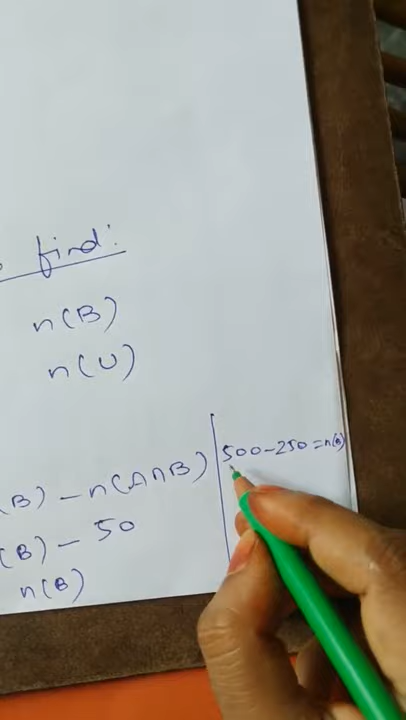 find:
n(B)
n(U)
(B) - n(A∩B)
500-250=n(B)
(B) - 50
n(B)